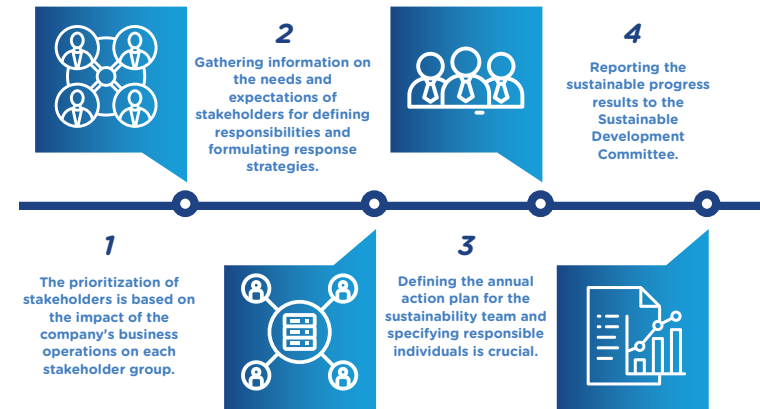 1
The prioritization of
stakeholders is based on
the impact of the
company's business
operations on each
stakeholder group.
2
Gathering information on
the needs and
expectations of
stakeholders for defining
responsibilities and
formulating response
strategies.
3
Defining the annual
action plan for the
sustainability team and
specifying responsible
individuals is crucial.
4
Reporting the
sustainable progress
results to the
Sustainable
Development
Committee.